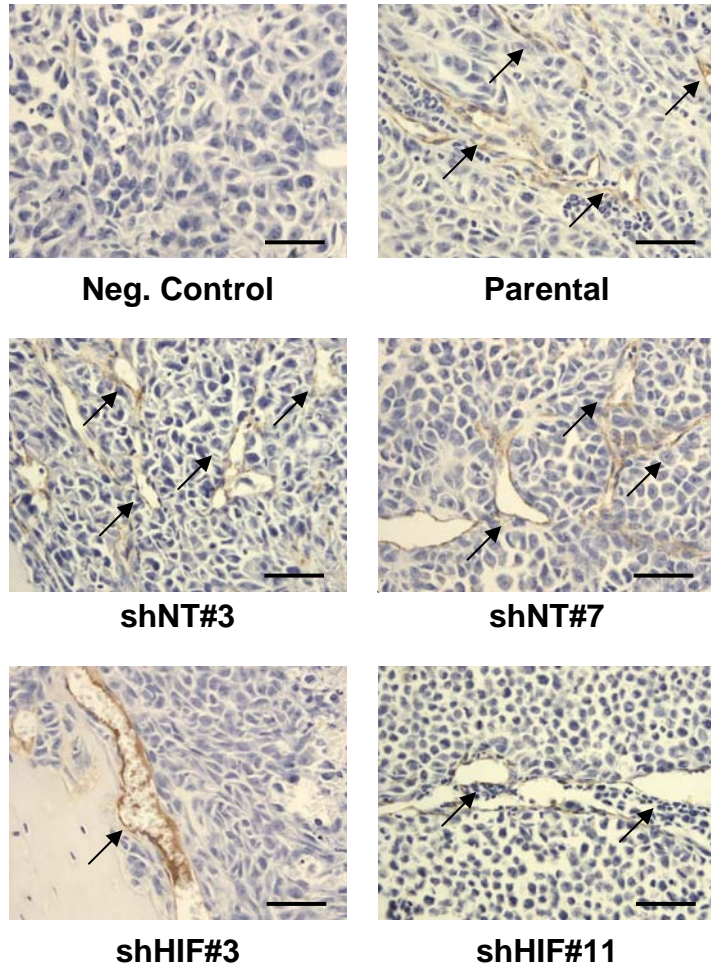 Neg. Control
Parental
shNT#3
shNT#7
shHIF#3
shHIF#11